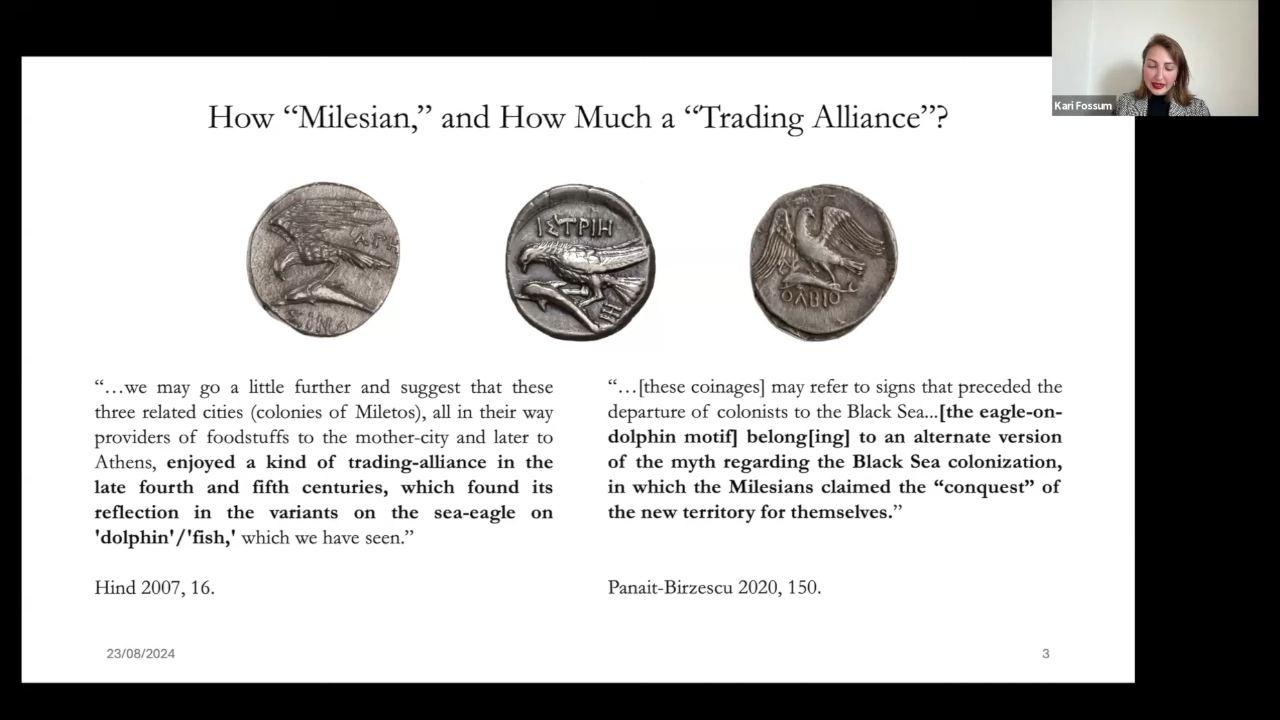 Kari Fossum
How “Milesian,” and How Much a “Trading Alliance”?
ΣΙΝΩ
ΙΣΤΡΙΗ
ΟΛΒΙΟ
“…we may go a little further and suggest that these
three related cities (colonies of Miletos), all in their way
providers of foodstuffs to the mother-city and later to
Athens, enjoyed a kind of trading-alliance in the
late fourth and fifth centuries, which found its
reflection in the variants on the sea-eagle on
'dolphin'/'fish,' which we have seen.”
Hind 2007, 16.
“…[these coinages] may refer to signs that preceded the
departure of colonists to the Black Sea...[the eagle-on-
dolphin motif] belong[ing] to an alternate version
of the myth regarding the Black Sea colonization,
in which the Milesians claimed the “conquest” of
the new territory for themselves.”
Panait-Birzescu 2020, 150.
23/08/2024
3